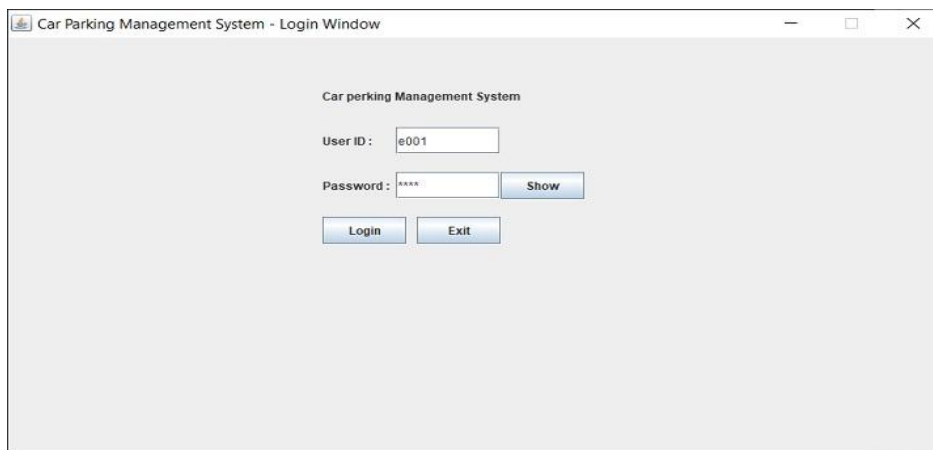 Car Parking Management System - Login Window
Car perking Management System
User ID : e001
Password : **** Show
Login Exit